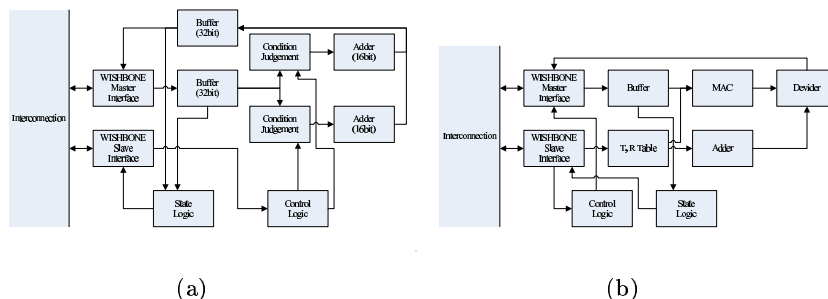 Interconnection
Buffer
(32bit)
WISHBONE
Master
Interface
Buffer
(32bit)
Condition
Judgement
Adder
(16bit)
Condition
Judgement
Adder
(16bit)
WISHBONE
Slave
Interface
State
Logic
Control
Logic
(a)
Interconnection
WISHBONE
Master
Interface
Buffer
MAC
Devider
WISHBONE
Slave
Interface
T, R Table
Adder
Control
Logic
State
Logic
(b)